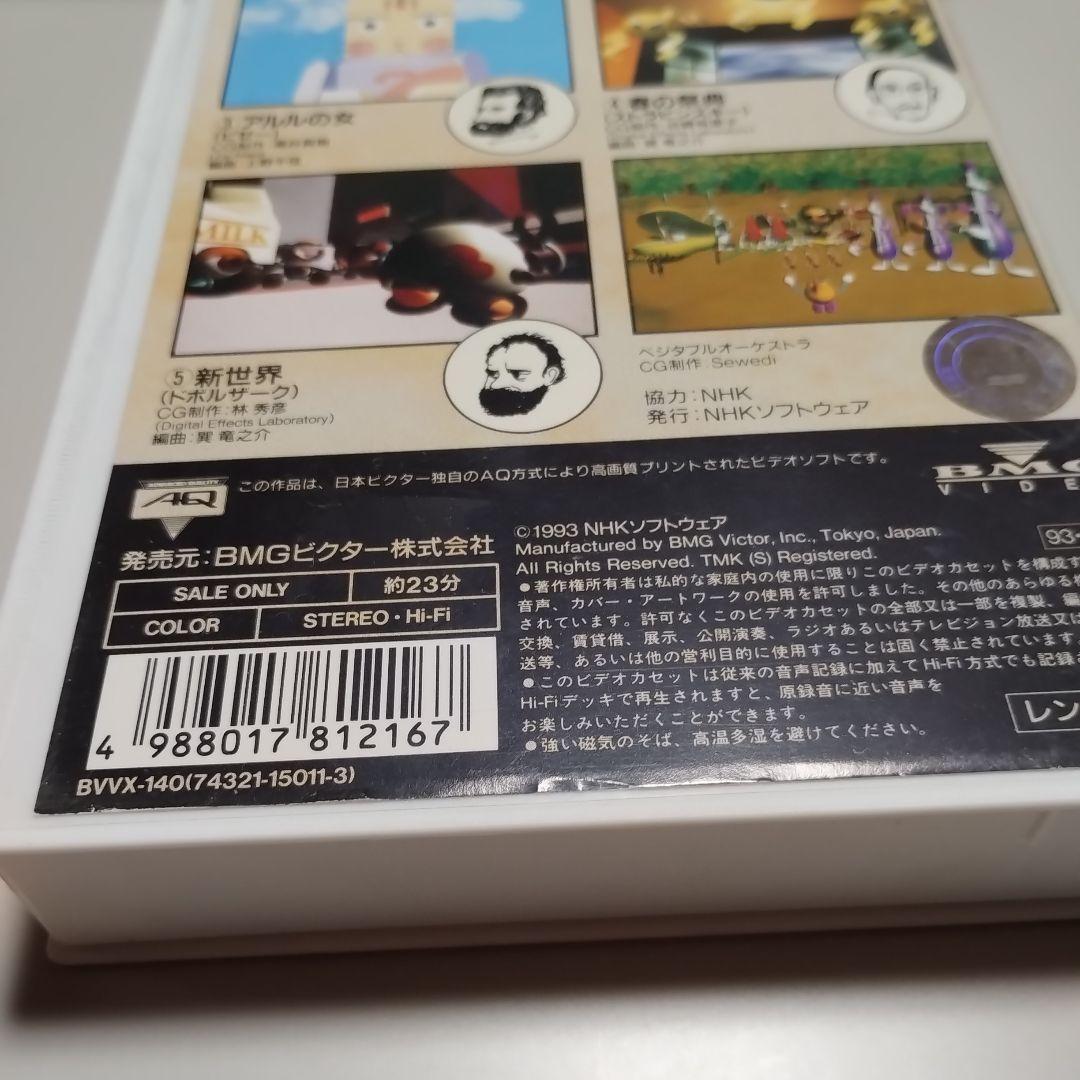 ③ アルルの女
(ビゼー)
④ 春の祭典
(ストラビンスキー)
MILK
⑤ 新世界
(ドボルザーク)
CG制作:林 秀彦
(Digital Effects Laboratory)
編曲:巽 竜之介
ベジタブルオーケストラ
CG制作:Sewedi
協力:NHK
発行:NHKソフトウェア
AQ
この作品は、日本ビクター独自のAQ方式により高画質プリントされたビデオソフトです。
BMG
VIDE
発売元:BMGビクター株式会社
SALE ONLY
約23分
COLOR
STEREO・Hi-Fi
4 988017 812167
BVVX-140(74321-15011-3)
©1993 NHKソフトウェア
Manufactured by BMG Victor, Inc., Tokyo, Japan.
All Rights Reserved. TMK (S) Registered.
93-
●著作権所有者は私的な家庭内の使用に限りこのビデオカセットを構成す
音声、カバー・アートワークの使用を許可しました。その他のあらゆる権
されています。許可なくこのビデオカセットの全部又は一部を複製、編
交換、賃貸借、展示、公開演奏、ラジオあるいはテレビジョン放送又は
送等、あるいは他の営利目的に使用することは固く禁止されています。
●このビデオカセットは従来の音声記録に加えてHi-Fi方式でも記録
Hi-Fiデッキで再生されますと、原録音に近い音声を
お楽しみいただくことができます。
●強い磁気のそば、高温多湿を避けてください。
レン